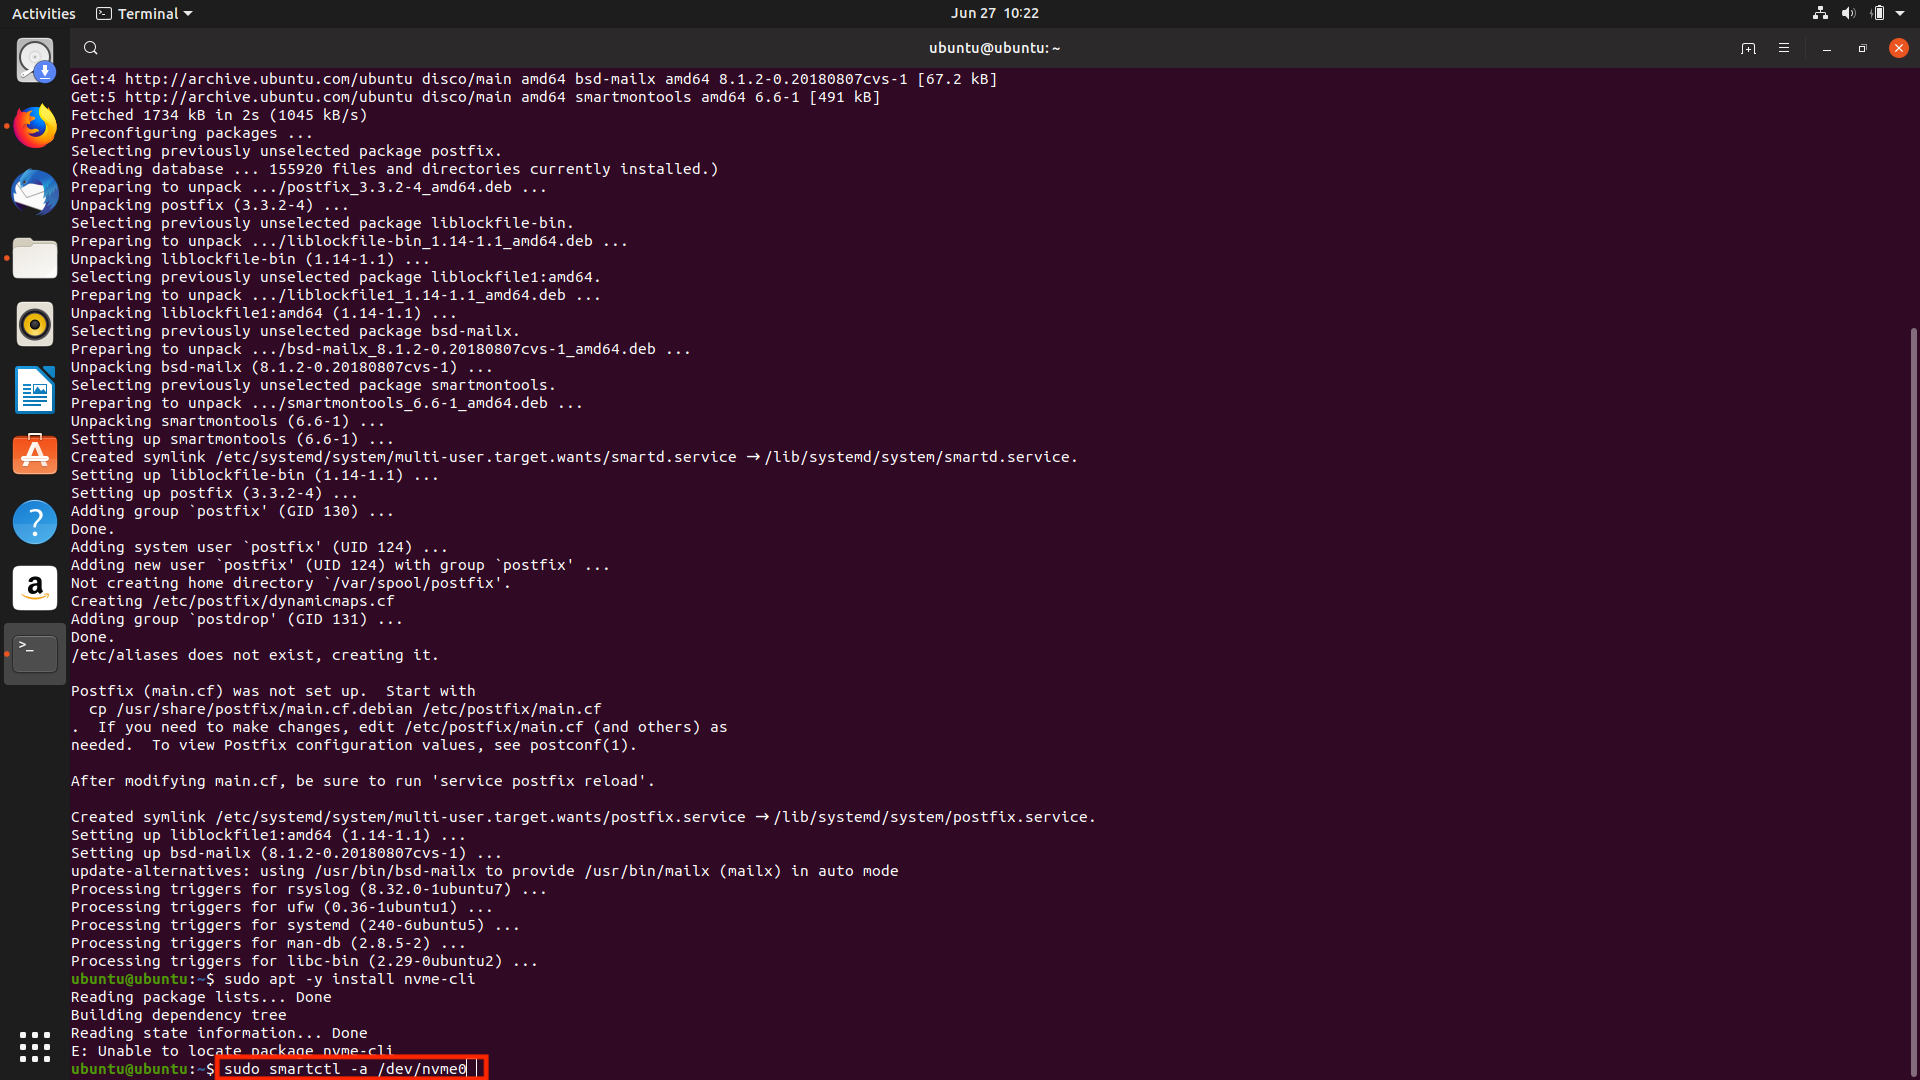 Activities Terminal Jun 27 10:22
ubuntu@ubuntu: ~
Get:4 http://archive.ubuntu.com/ubuntu disco/main amd64 bsd-mailx amd64 8.1.2-0.20180807cvs-1 [67.2 kB]
Get:5 http://archive.ubuntu.com/ubuntu disco/main amd64 smartmontools amd64 6.6-1 [491 kB]
Fetched 1734 kB in 2s (1045 kB/s)
Preconfiguring packages ...
Selecting previously unselected package postfix.
(Reading database ... 155920 files and directories currently installed.)
Preparing to unpack .../postfix_3.3.2-4_amd64.deb ...
Unpacking postfix (3.3.2-4) ...
Selecting previously unselected package liblockfile-bin.
Preparing to unpack .../liblockfile-bin_1.14-1.1_amd64.deb ...
Unpacking liblockfile-bin (1.14-1.1) ...
Selecting previously unselected package liblockfile1:amd64.
Preparing to unpack .../liblockfile1_1.14-1.1_amd64.deb ...
Unpacking liblockfile1:amd64 (1.14-1.1) ...
Selecting previously unselected package bsd-mailx.
Preparing to unpack .../bsd-mailx_8.1.2-0.20180807cvs-1_amd64.deb ...
Unpacking bsd-mailx (8.1.2-0.20180807cvs-1) ...
Selecting previously unselected package smartmontools.
Preparing to unpack .../smartmontools_6.6-1_amd64.deb ...
Unpacking smartmontools (6.6-1) ...
Setting up smartmontools (6.6-1) ...
Created symlink /etc/systemd/system/multi-user.target.wants/smartd.service → /lib/systemd/system/smartd.service.
Setting up liblockfile-bin (1.14-1.1) ...
Setting up postfix (3.3.2-4) ...
Adding group `postfix' (GID 130) ...
Done.
Adding system user `postfix' (UID 124) ...
Adding new user `postfix' (UID 124) with group `postfix' ...
Not creating home directory `/var/spool/postfix'.
Creating /etc/postfix/dynamicmaps.cf
Adding group `postdrop' (GID 131) ...
Done.
/etc/aliases does not exist, creating it.

Postfix (main.cf) was not set up.  Start with
  cp /usr/share/postfix/main.cf.debian /etc/postfix/main.cf
.  If you need to make changes, edit /etc/postfix/main.cf (and others) as
needed.  To view Postfix configuration values, see postconf(1).

After modifying main.cf, be sure to run 'service postfix reload'.

Created symlink /etc/systemd/system/multi-user.target.wants/postfix.service → /lib/systemd/system/postfix.service.
Setting up liblockfile1:amd64 (1.14-1.1) ...
Setting up bsd-mailx (8.1.2-0.20180807cvs-1) ...
update-alternatives: using /usr/bin/bsd-mailx to provide /usr/bin/mailx (mailx) in auto mode
Processing triggers for rsyslog (8.32.0-1ubuntu7) ...
Processing triggers for ufw (0.36-1ubuntu1) ...
Processing triggers for systemd (240-6ubuntu5) ...
Processing triggers for man-db (2.8.5-2) ...
Processing triggers for libc-bin (2.29-0ubuntu2) ...
ubuntu@ubuntu:~$ sudo apt -y install nvme-cli
Reading package lists... Done
Building dependency tree
Reading state information... Done
E: Unable to locate package nvme-cli
ubuntu@ubuntu:~$ sudo smartctl -a /dev/nvme0